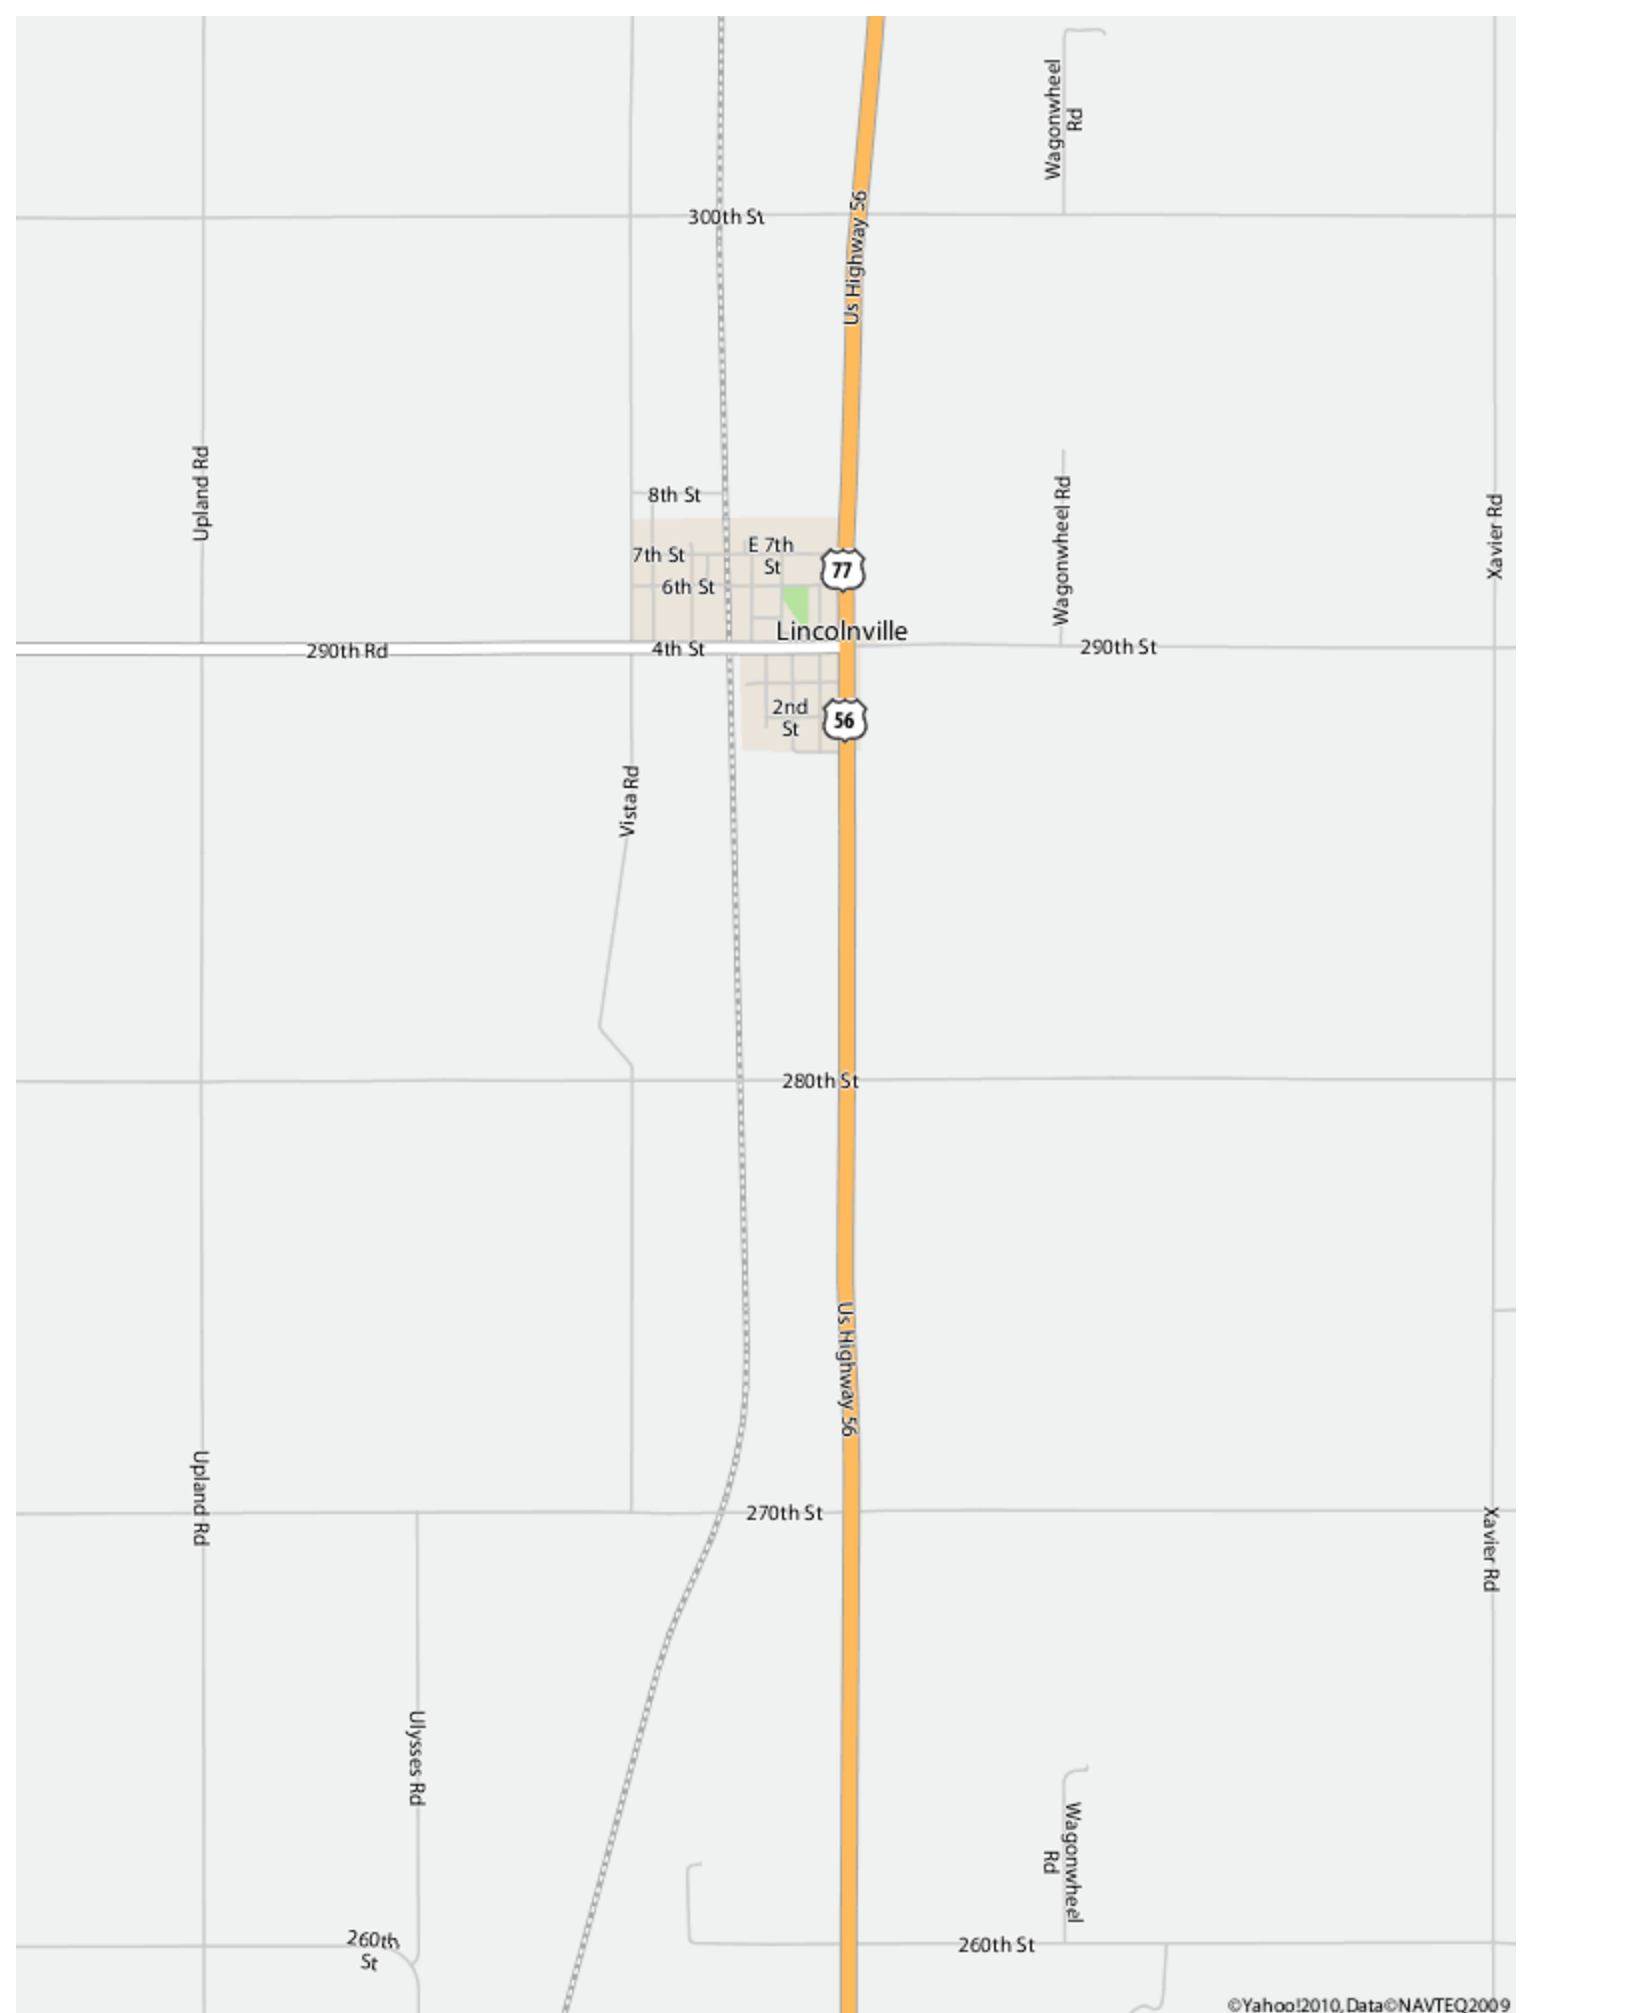 Wagonwheel
Rd
300th St
Us Highway 56
Upland Rd
8th St
Wagonwheel Rd
Xavier Rd
7th St
E 7th
St
77
6th St
Lincolnville
290th Rd
4th St
290th St
2nd
St
56
Vista Rd
280th St
Us Highway 56
Upland Rd
270th St
Xavier Rd
Ulysses Rd
Wagonwheel
Rd
260th
St
260th St
©Yahoo!2010,Data©NAVTEQ2009